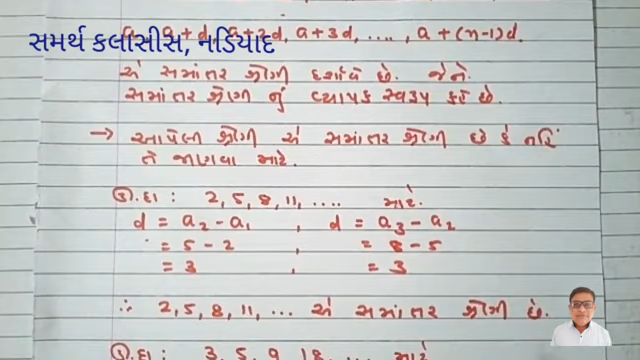 a, a+d, a+2d, a+3d, ...., a+(n-1)d.
સમર્થ કલાસીસ, નડિયાદ
એ સમાંતર શ્રેણી દર્શાવે છે. જેને
સમાંતર શ્રેણી નું વ્યાપક સ્વરૂપ કહે છે.
→ આપેલી શ્રેણી એ સમાંતર શ્રેણી છે કે નહિં
તે જાણવા માટે.
ઉ.દા: 2, 5, 8, 11, .... માટે.
d = a₂ - a₁ , d = a₃ - a₂
= 5 - 2 , = 8 - 5
= 3 , = 3
∴ 2, 5, 8, 11, ... એ સમાંતર શ્રેણી છે.
ઉ.દા: 3, 5, 9, 18, ... માટે